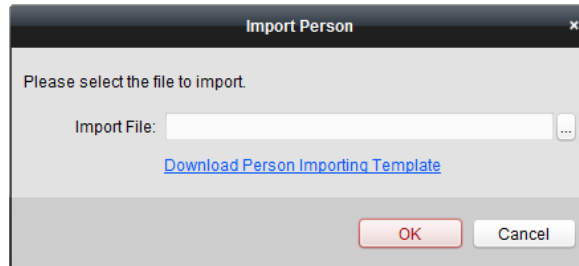 Import Person ×
Please select the file to import.
Import File: ...
Download Person Importing Template
OK Cancel